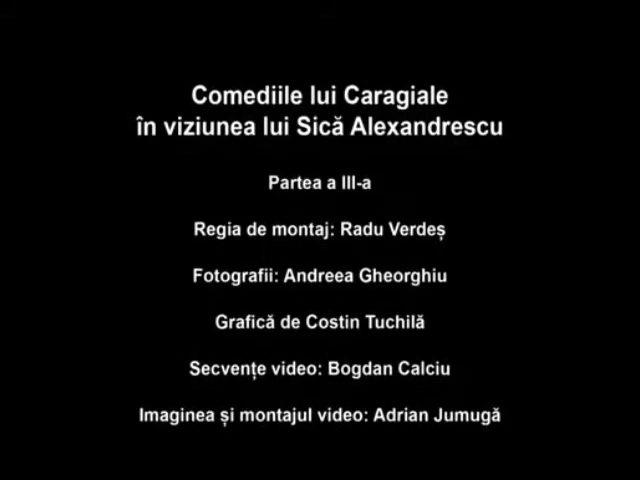 Comediile lui Caragiale
în viziunea lui Sică Alexandrescu
Partea a III-a
Regia de montaj: Radu Verdeș
Fotografii: Andreea Gheorghiu
Grafică de Costin Tuchilă
Secvențe video: Bogdan Calciu
Imaginea și montajul video: Adrian Jumugă